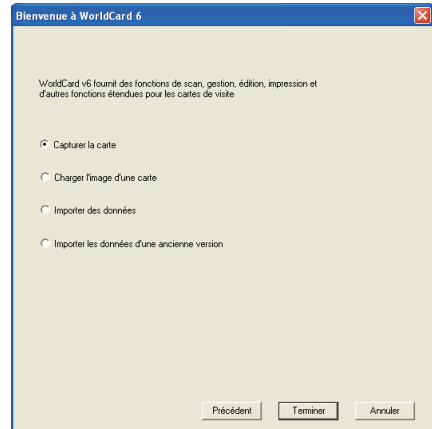 Bienvenue à WorldCard 6
WorldCard v6 fournit des fonctions de scan, gestion, édition, impression et
d'autres fonctions étendues pour les cartes de visite
Capturer la carte
Charger l'image d'une carte
Importer des données
Importer les données d'une ancienne version
Précédent Terminer Annuler